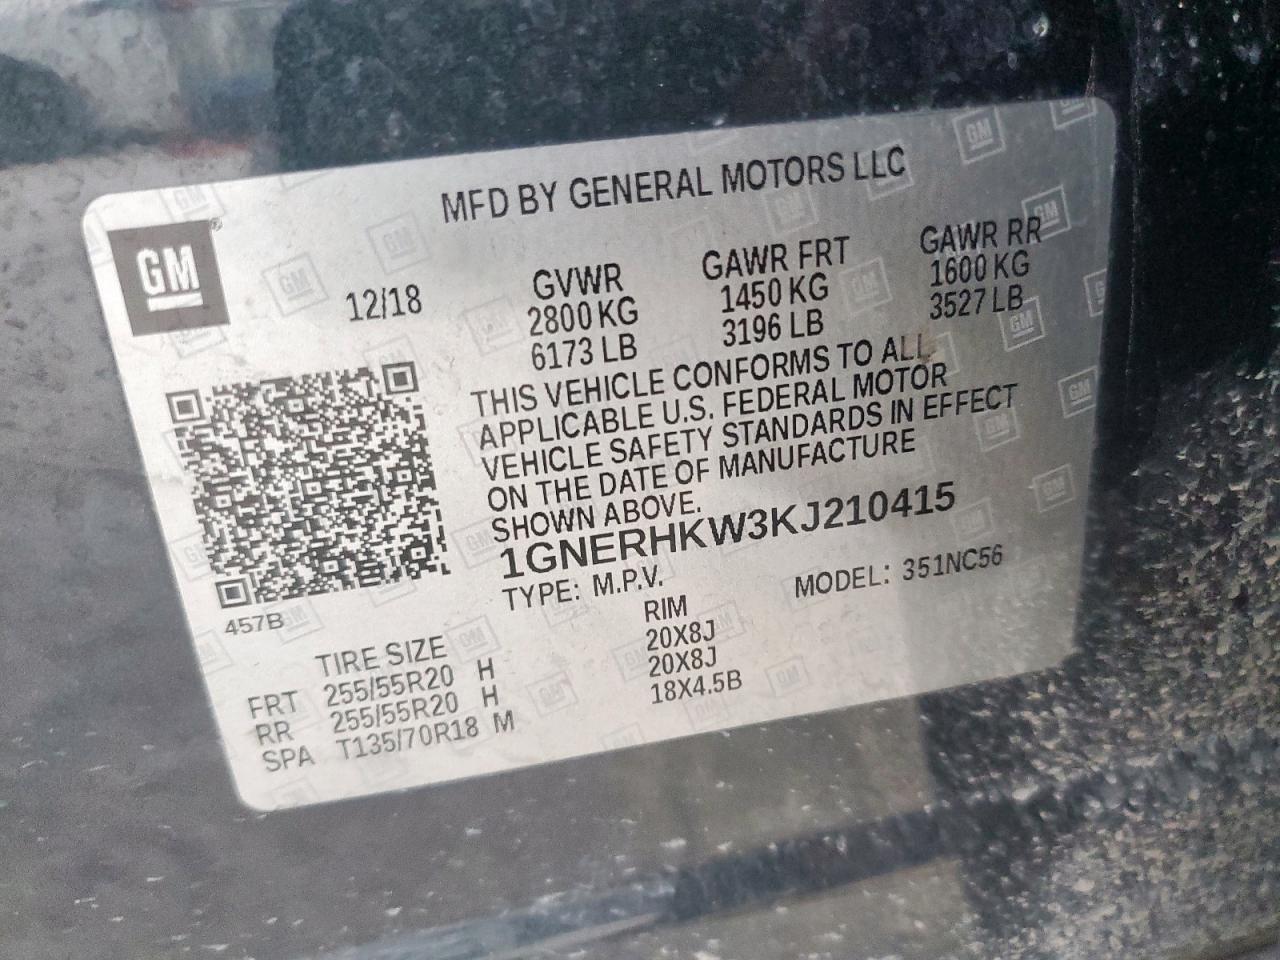 MFD BY GENERAL MOTORS LLC
GM ®
12/18
GVWR GAWR FRT GAWR RR
2800 KG 1450 KG 1600 KG
6173 LB 3196 LB 3527 LB
THIS VEHICLE CONFORMS TO ALL
APPLICABLE U.S. FEDERAL MOTOR
VEHICLE SAFETY STANDARDS IN EFFECT
ON THE DATE OF MANUFACTURE
SHOWN ABOVE.
1GNERHKW3KJ210415
TYPE: M.P.V. MODEL: 351NC56
457B
TIRE SIZE RIM
FRT 255/55R20 H 20X8J
RR 255/55R20 H 20X8J
SPA T135/70R18 M 18X4.5B